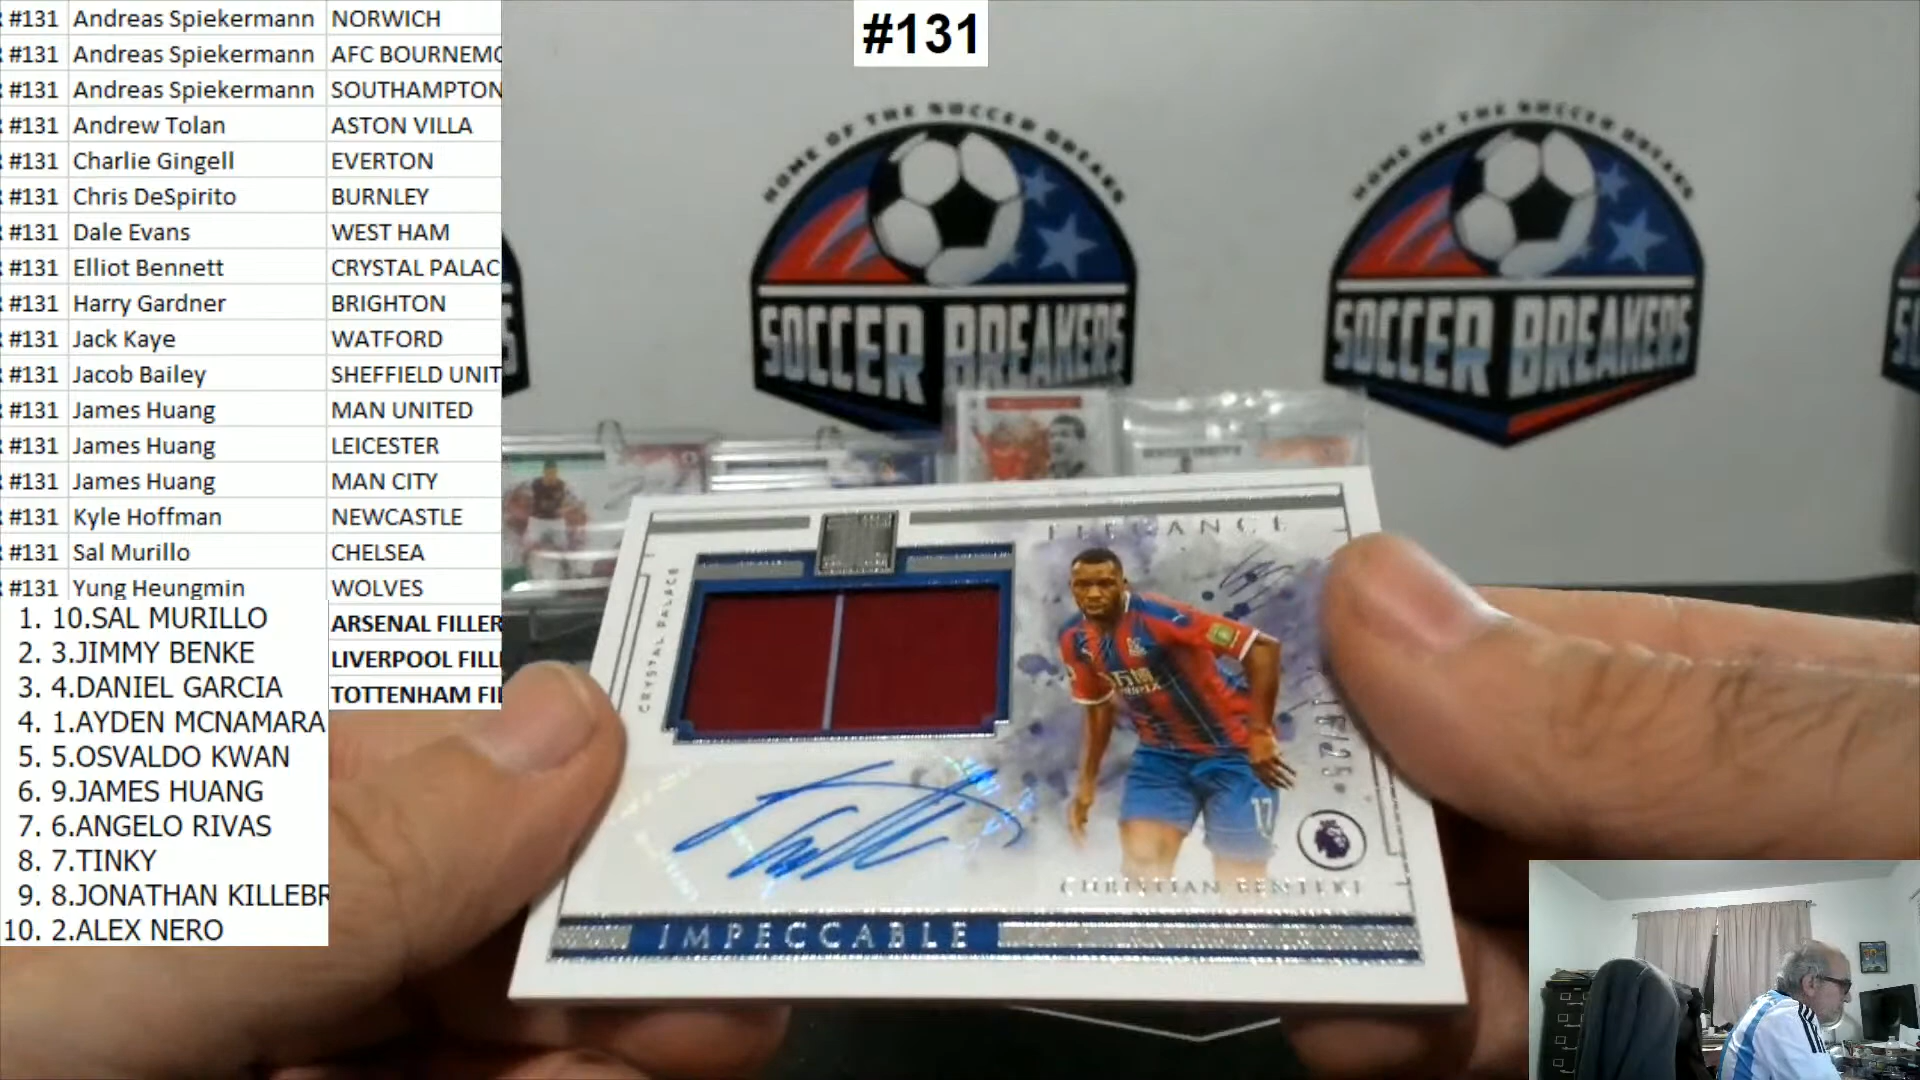 #131 Andreas Spiekermann NORWICH
#131 Andreas Spiekermann AFC BOURNEMO
#131 Andreas Spiekermann SOUTHAMPTON
#131 Andrew Tolan ASTON VILLA
#131 Charlie Gingell EVERTON
#131 Chris DeSpirito BURNLEY
#131 Dale Evans WEST HAM
#131 Elliot Bennett CRYSTAL PALAC
#131 Harry Gardner BRIGHTON
#131 Jack Kaye WATFORD
#131 Jacob Bailey SHEFFIELD UNIT
#131 James Huang MAN UNITED
#131 James Huang LEICESTER
#131 James Huang MAN CITY
#131 Kyle Hoffman NEWCASTLE
#131 Sal Murillo CHELSEA
#131 Yung Heungmin WOLVES
ARSENAL FILLER
LIVERPOOL FILL
TOTTENHAM FI
1. 10.SAL MURILLO
2. 3.JIMMY BENKE
3. 4.DANIEL GARCIA
4. 1.AYDEN MCNAMARA
5. 5.OSVALDO KWAN
6. 9.JAMES HUANG
7. 6.ANGELO RIVAS
8. 7.TINKY
9. 8.JONATHAN KILLEBR
10. 2.ALEX NERO
#131
HOME OF THE SOCCER BREAKS
SOCCER BREAKERS
HOME OF THE SOCCER BREAKS
SOCCER BREAKERS
ELEGANCE
CRYSTAL PALACE
17
CHRISTIAN BENTEKE
IMPECCABLE